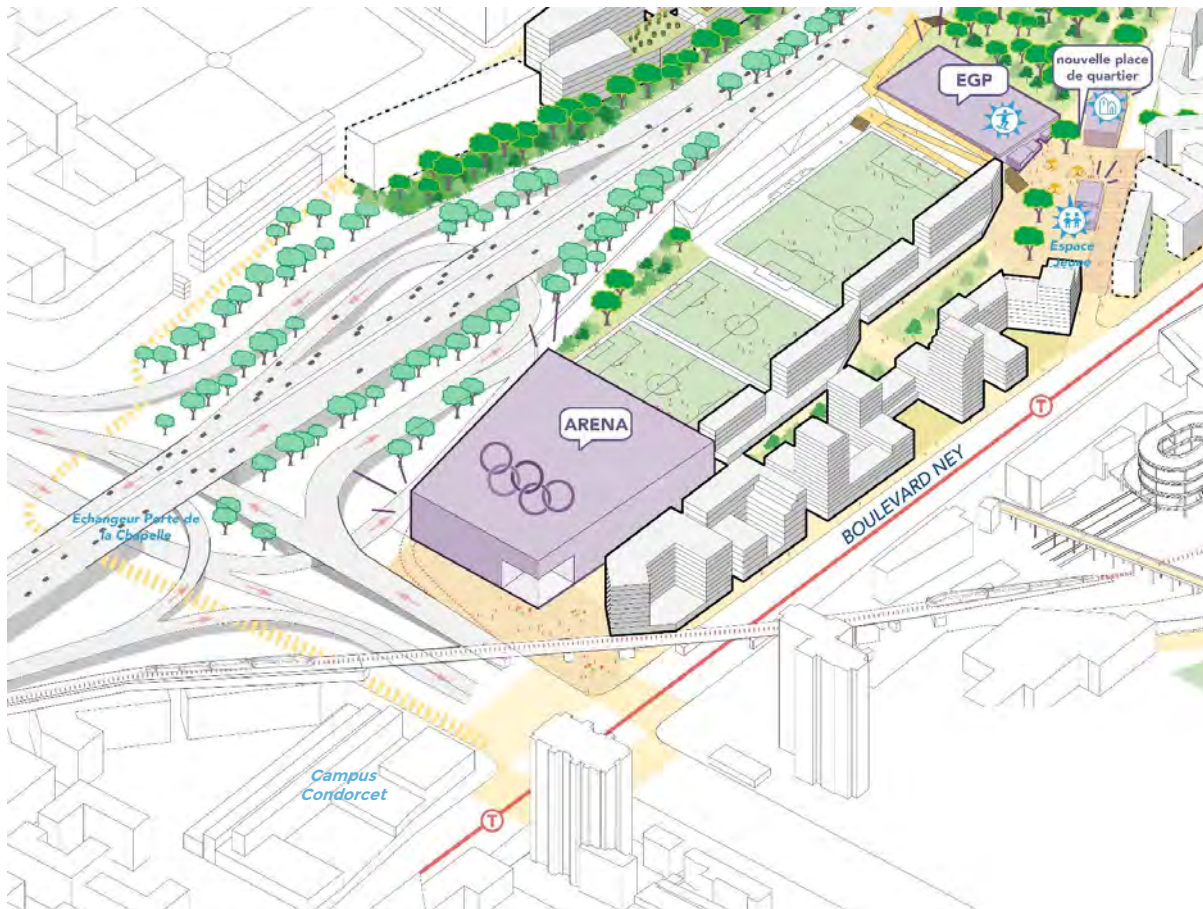 EGP
nouvelle place
de quartier
Espace
Jeune
ARENA
T
BOULEVARD NEY
Echangeur Porte de
la Chapelle
Campus
Condorcet
T